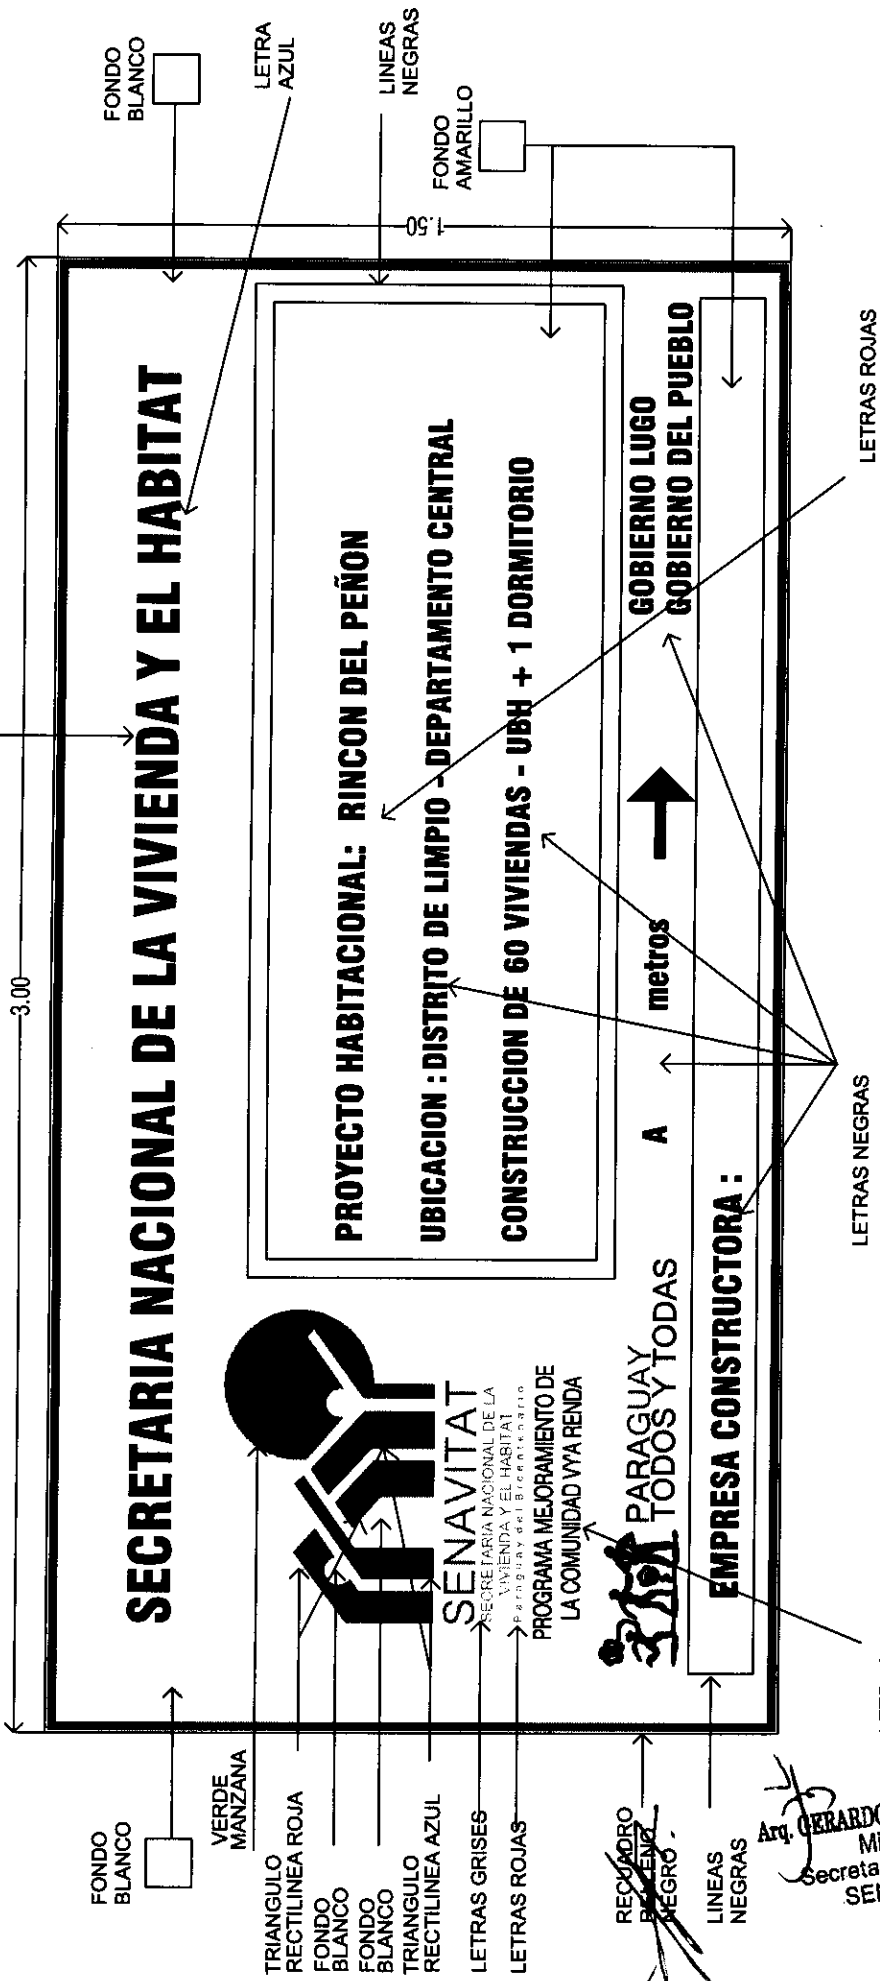 3.00
1.50
FONDO
BLANCO
FONDO
BLANCO
LETRA
AZUL
LINEAS
NEGRAS
FONDO
AMARILLO
SECRETARIA NACIONAL DE LA VIVIENDA Y EL HABITAT
PROYECTO HABITACIONAL: RINCON DEL PEÑON
UBICACION : DISTRITO DE LIMPIO - DEPARTAMENTO CENTRAL
CONSTRUCCION DE 60 VIVIENDAS - UBH + 1 DORMITORIO
VERDE
MANZANA
TRIANGULO
RECTILINEA ROJA
FONDO
BLANCO
FONDO
BLANCO
TRIANGULO
RECTILINEA AZUL
LETRAS GRISES
LETRAS ROJAS
SENAVITAT
SECRETARIA NACIONAL DE LA
VIVIENDA Y EL HABITAT
Paraguay del Bicentenario
PROGRAMA MEJORAMIENTO DE
LA COMUNIDAD VYA RENDA
PARAGUAY
TODOS Y TODAS
A metros
GOBIERNO LUGO
GOBIERNO DEL PUEBLO
EMPRESA CONSTRUCTORA :
RECUADRO
NEGRO -
LINEAS
NEGRAS
LETRAS NEGRAS
LETRAS ROJAS
Arq. GERARDO